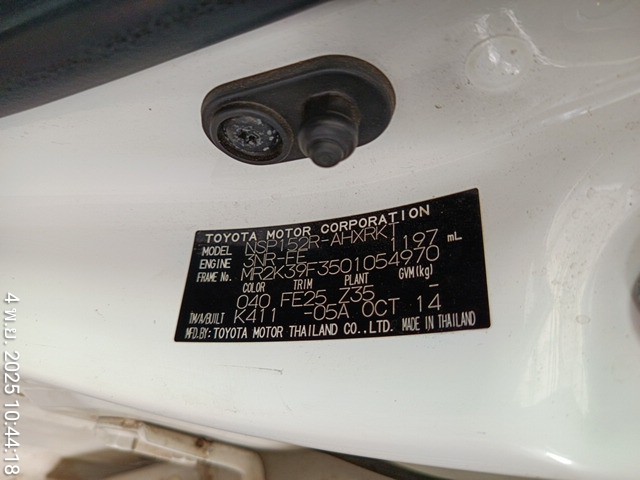 TOYOTA MOTOR CORPORATION
MODEL NSP152R-AHXRKT
ENGINE 3NR-FE 1197 mL
FRAME No. MR2K39F3501054970
COLOR TRIM PLANT GVM(kg)
040 FE25 Z35 -
TM/A/BUILT K411 -05A OCT 14
MFD.BY: TOYOTA MOTOR THAILAND CO., LTD. MADE IN THAILAND
4 พ.ย. 2025 10:44:18